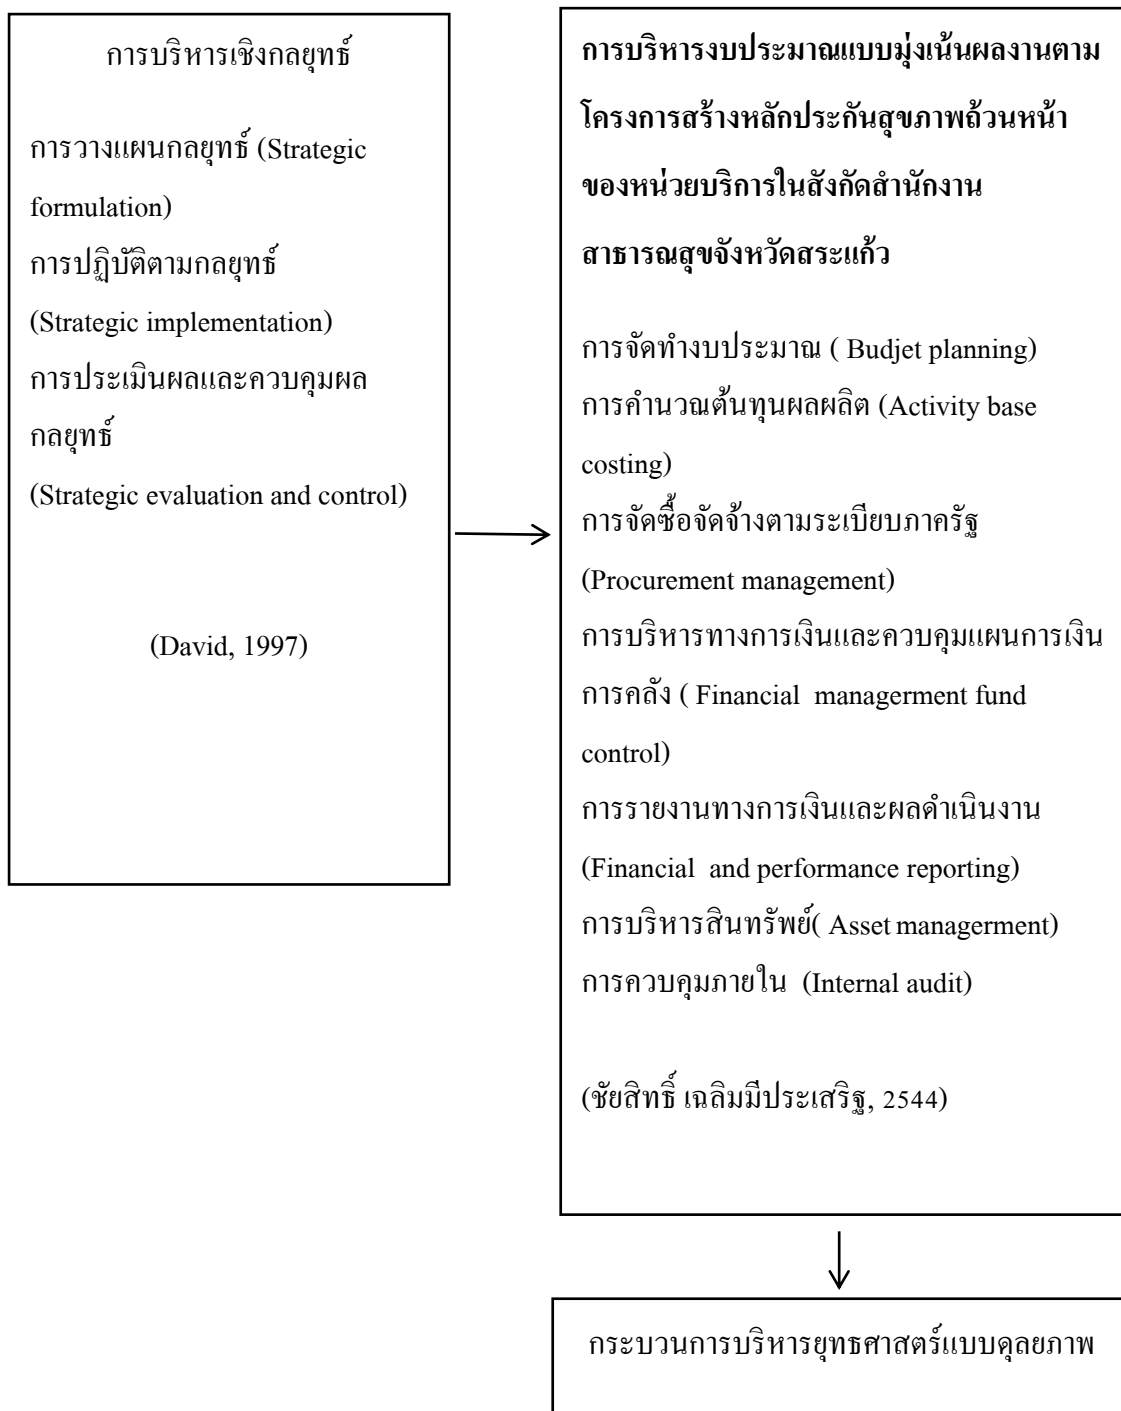 การบริหารเชิงกลยุทธ์
การวางแผนกลยุทธ์ (Strategic
formulation)
การปฏิบัติตามกลยุทธ์
(Strategic implementation)
การประเมินผลและควบคุมผล
กลยุทธ์
(Strategic evaluation and control)
(David, 1997)
การบริหารงบประมาณแบบมุ่งเน้นผลงานตาม
โครงการสร้างหลักประกันสุขภาพถ้วนหน้า
ของหน่วยบริการในสังกัดสำนักงาน
สาธารณสุขจังหวัดสระแก้ว
การจัดทำงบประมาณ ( Budjet planning)
การคำนวณต้นทุนผลผลิต (Activity base
costing)
การจัดซื้อจัดจ้างตามระเบียบภาครัฐ
(Procurement management)
การบริหารทางการเงินและควบคุมแผนการเงิน
การคลัง ( Financial  managerment fund
control)
การรายงานทางการเงินและผลดำเนินงาน
(Financial  and performance reporting)
การบริหารสินทรัพย์( Asset managerment)
การควบคุมภายใน  (Internal audit)
(ชัยสิทธิ์ เฉลิมมีประเสริฐ, 2544)
กระบวนการบริหารยุทธศาสตร์แบบดุลยภาพ